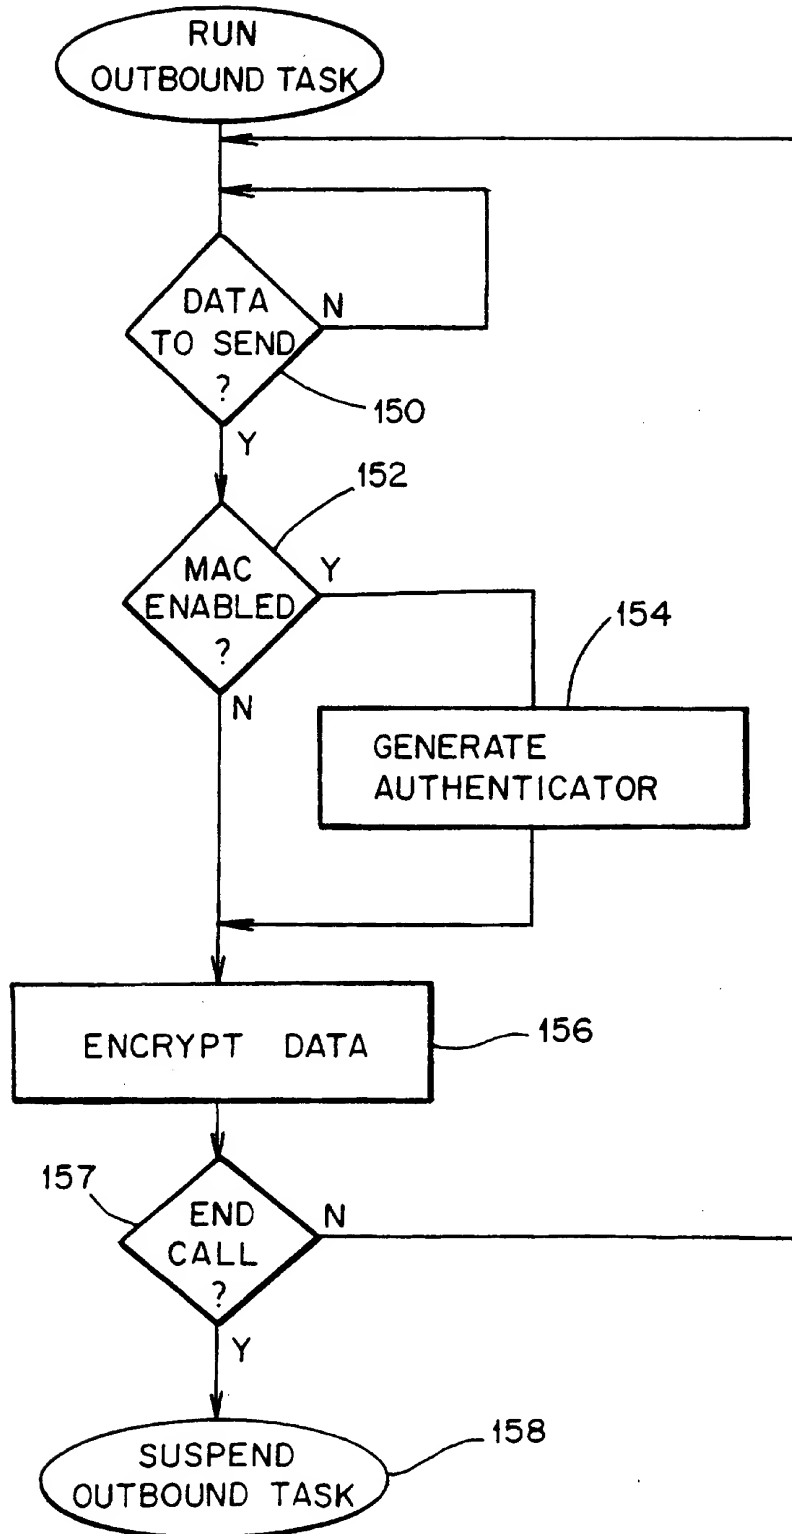 RUN
OUTBOUND TASK
DATA
TO SEND
?
N
150
Y
152
MAC
ENABLED
?
Y
N
154
GENERATE
AUTHENTICATOR
ENCRYPT DATA
156
157
END
CALL
?
N
Y
SUSPEND
OUTBOUND TASK
158